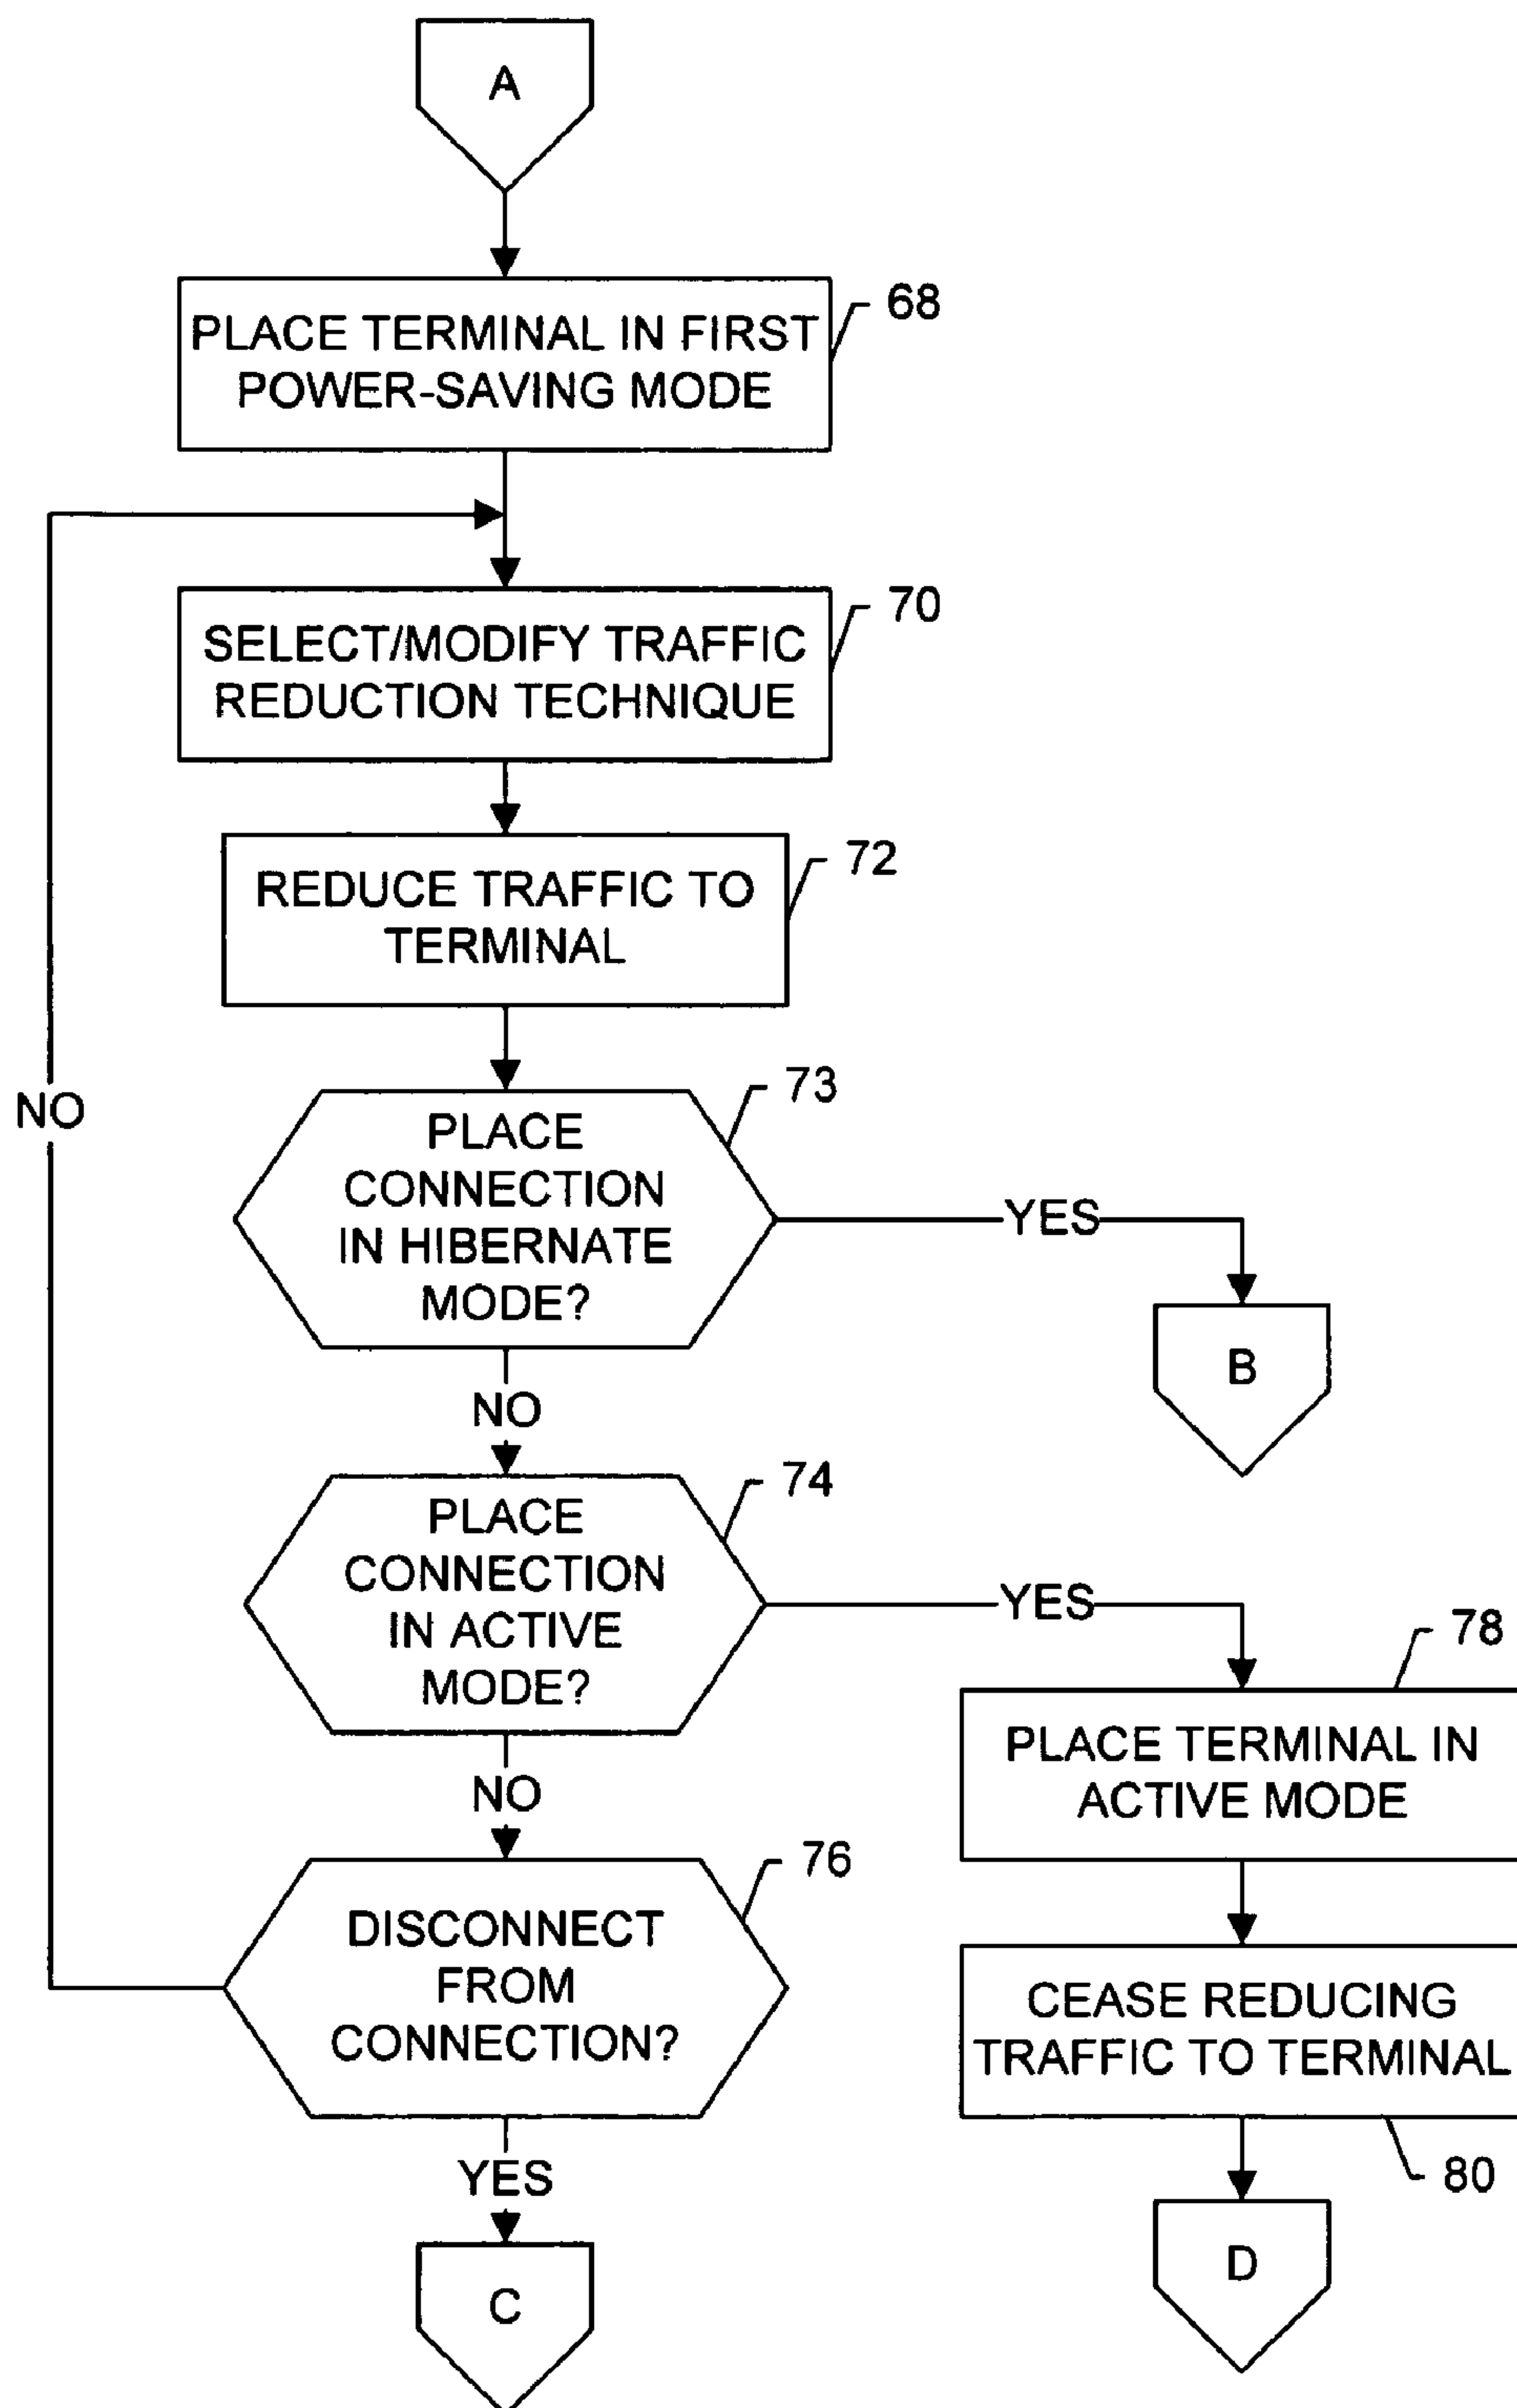 A
PLACE TERMINAL IN FIRST
POWER-SAVING MODE
68
SELECT/MODIFY TRAFFIC
REDUCTION TECHNIQUE
70
REDUCE TRAFFIC TO
TERMINAL
72
PLACE
CONNECTION
IN HIBERNATE
MODE?
73
YES
B
NO
NO
PLACE
CONNECTION
IN ACTIVE
MODE?
74
YES
78
PLACE TERMINAL IN
ACTIVE MODE
NO
DISCONNECT
FROM
CONNECTION?
76
CEASE REDUCING
TRAFFIC TO TERMINAL
80
YES
C
D